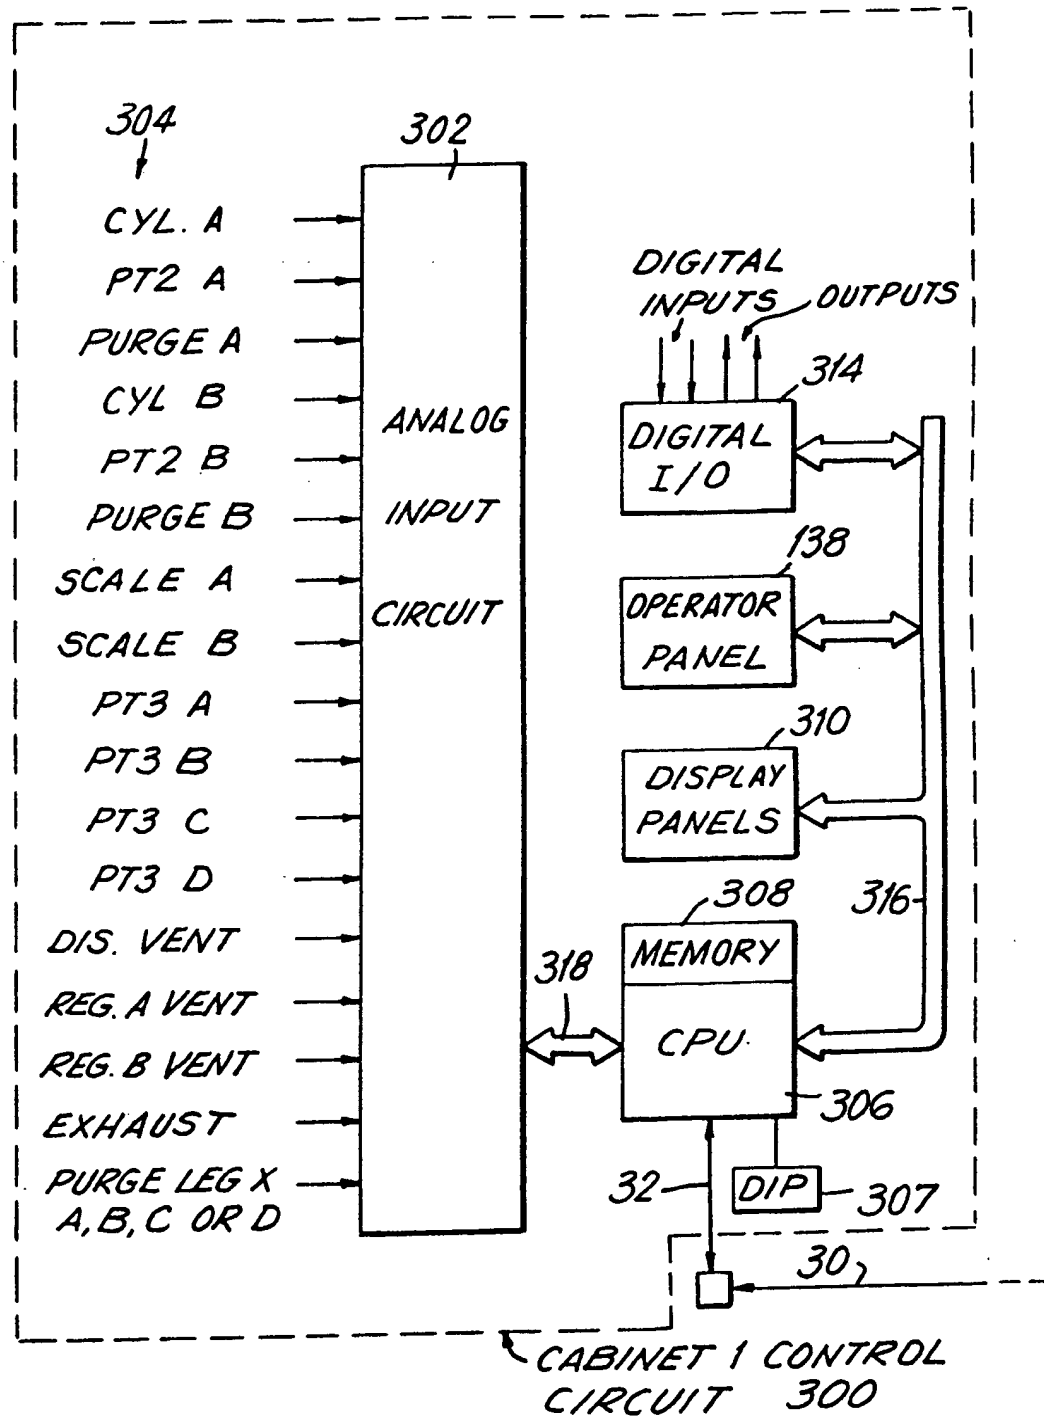 304
302
CYL. A
PT2 A
PURGE A
CYL B
PT2 B
PURGE B
SCALE A
SCALE B
PT3 A
PT3 B
PT3 C
PT3 D
DIS. VENT
REG. A VENT
REG. B VENT
EXHAUST
PURGE LEG X
A, B, C OR D
ANALOG
INPUT
CIRCUIT
DIGITAL
INPUTS OUTPUTS
314
DIGITAL
I/O
138
OPERATOR
PANEL
310
DISPLAY
PANELS
316
308
MEMORY
318
CPU
306
32
DIP
307
30
CABINET 1 CONTROL
CIRCUIT 300